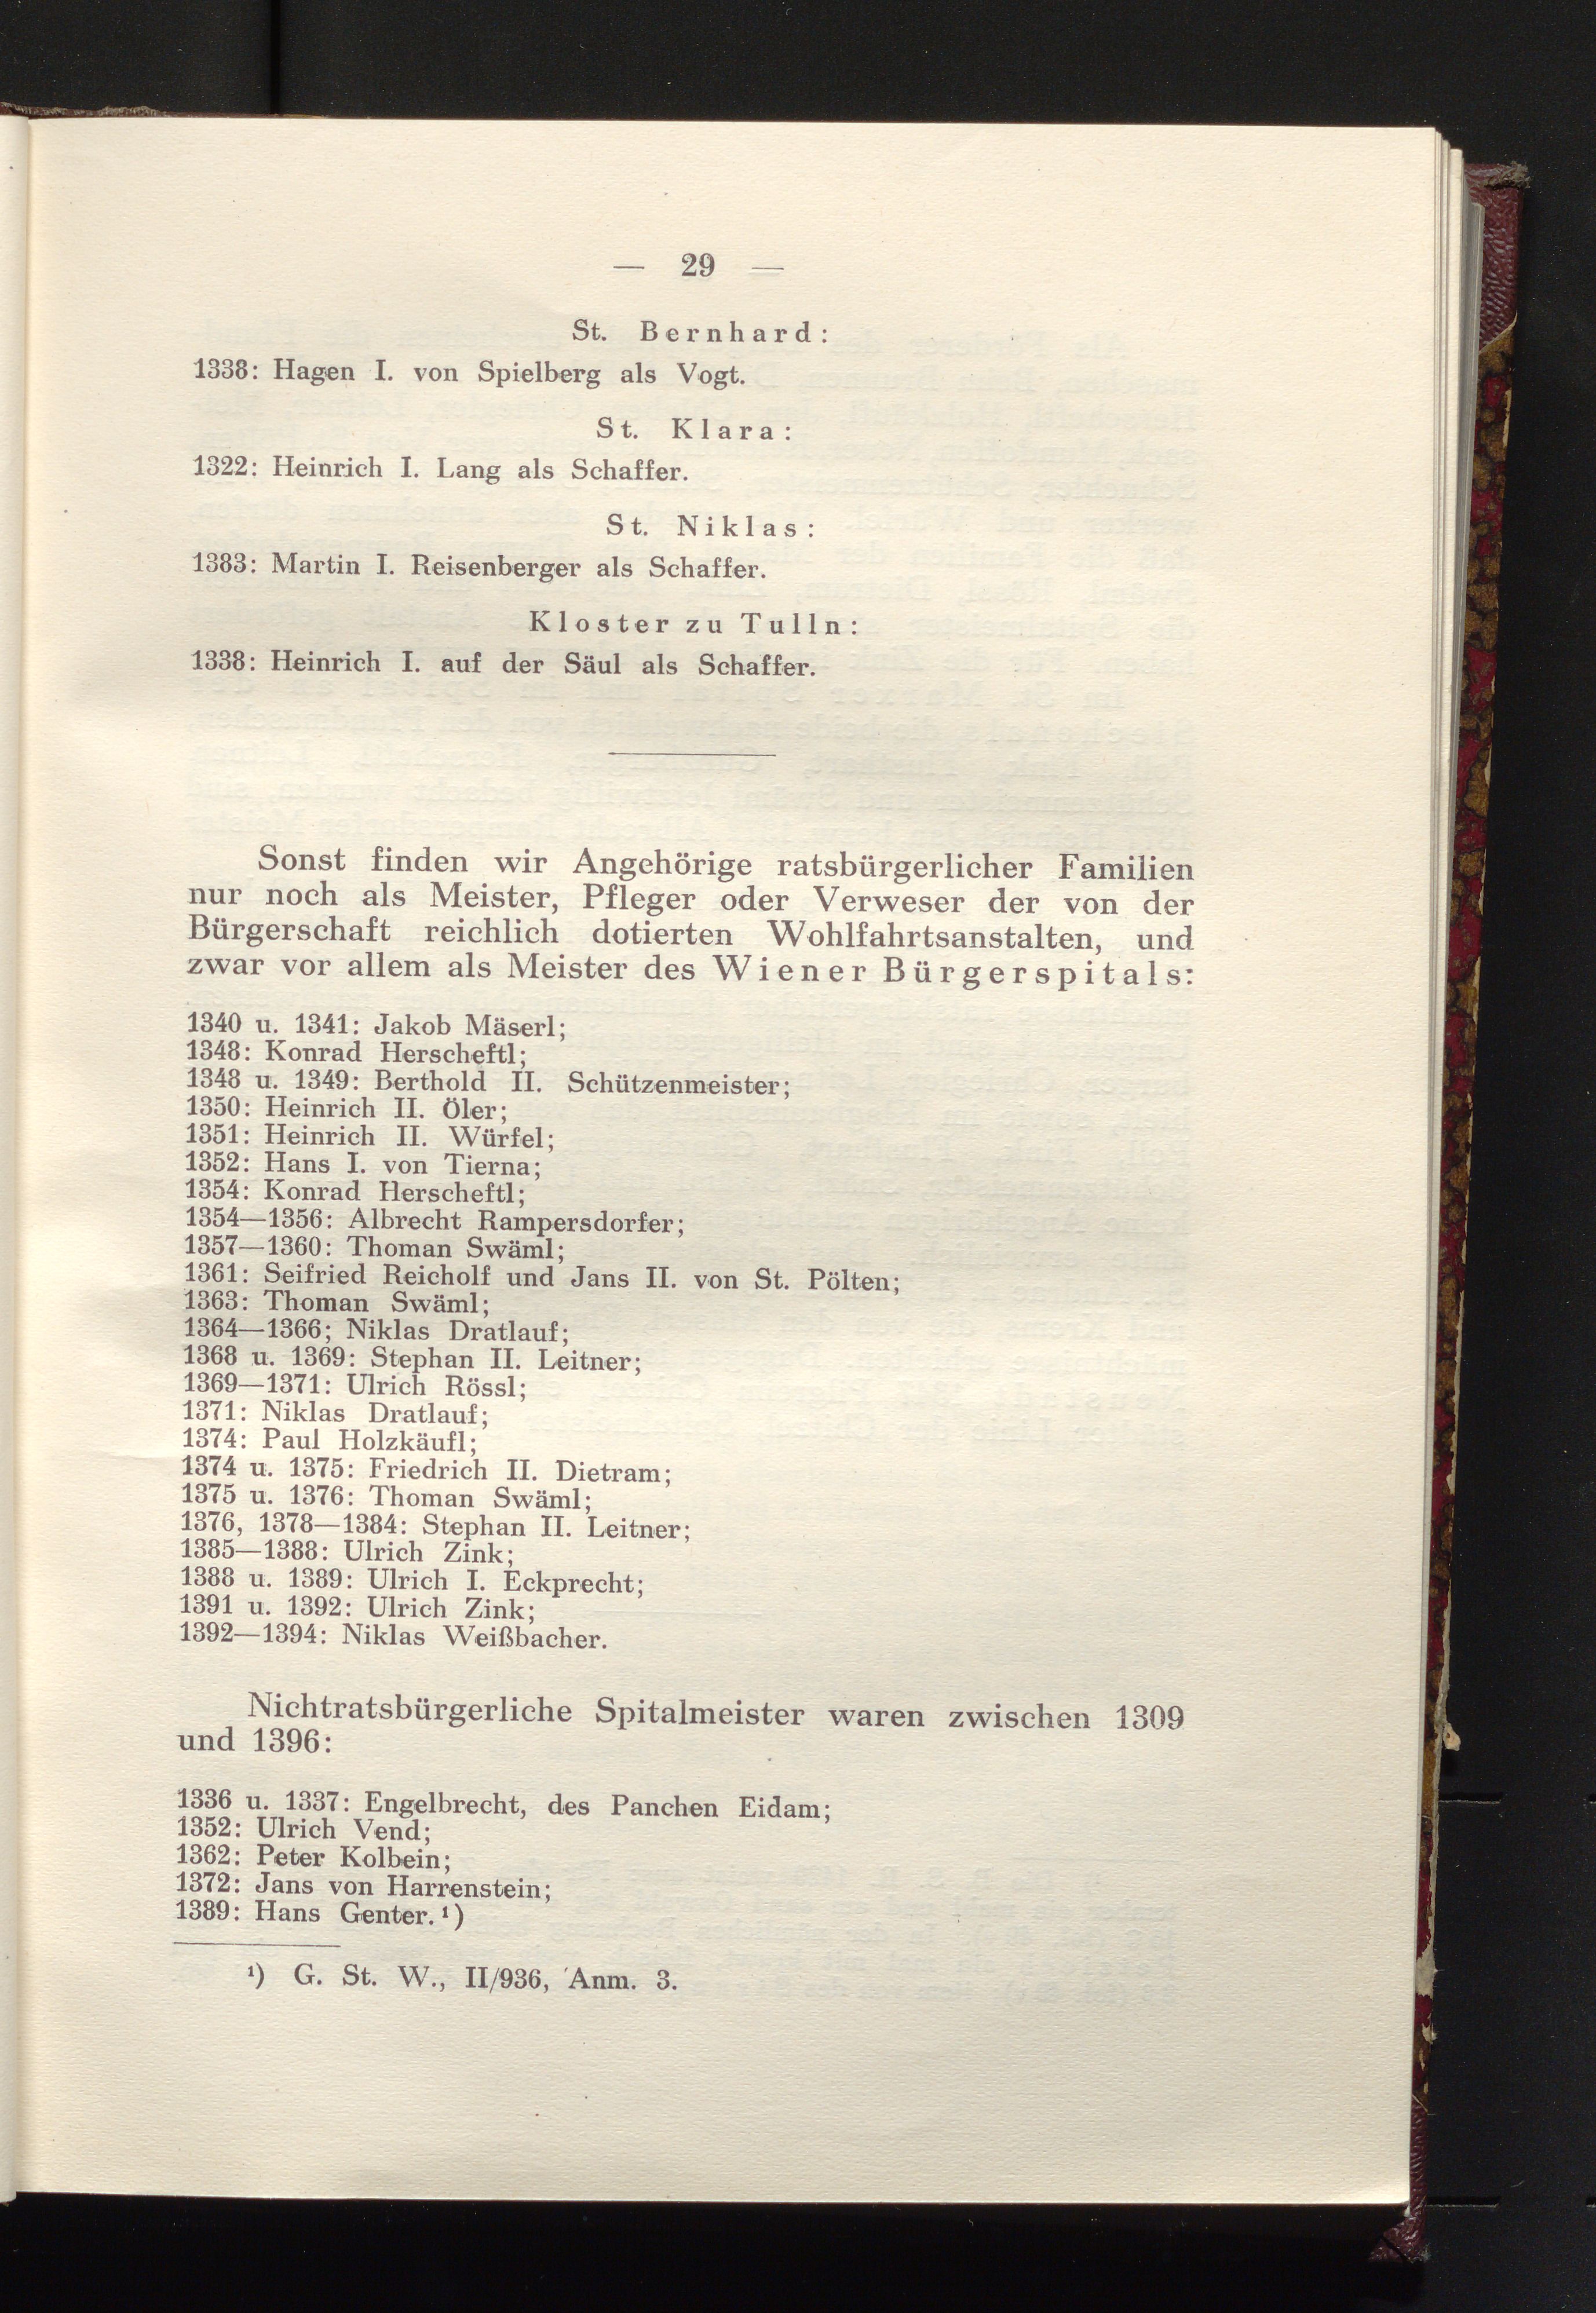 — 29 —
St. Bernhard:
1338: Hagen I. von Spielberg als Vogt.
St. Klara:
1322: Heinrich I. Lang als Schaffer.
St. Niklas:
1383: Martin I. Reisenberger als Schaffer.
Kloster zu Tulln:
1338: Heinrich I. auf der Säul als Schaffer.
Sonst finden wir Angehörige ratsbürgerlicher Familien
nur noch als Meister, Pfleger oder Verweser der von der
Bürgerschaft reichlich dotierten Wohlfahrtsanstalten, und
zwar vor allem als Meister des Wiener Bürgerspitals:
1340 u. 1341: Jakob Mäserl;
1348: Konrad Herscheftl;
1348 u. 1349: Berthold II. Schützenmeister;
1350: Heinrich II. Öler;
1351: Heinrich II. Würfel;
1352: Hans I. von Tierna;
1354: Konrad Herscheftl;
1354—1356: Albrecht Rampersdorfer;
1357—1360: Thoman Swäml;
1361: Seifried Reicholf und Jans II. von St. Pölten;
1363: Thoman Swäml;
1364—1366; Niklas Dratlauf;
1368 u. 1369: Stephan II. Leitner;
1369—1371: Ulrich Rössl;
1371: Niklas Dratlauf;
1374: Paul Holzkäufl;
1374 u. 1375: Friedrich II. Dietram;
1375 u. 1376: Thoman Swäml;
1376, 1378—1384: Stephan II. Leitner;
1385—1388: Ulrich Zink;
1388 u. 1389: Ulrich I. Eckprecht;
1391 u. 1392: Ulrich Zink;
1392—1394: Niklas Weißbacher.
Nichtratsbürgerliche Spitalmeister waren zwischen 1309
und 1396:
1336 u. 1337: Engelbrecht, des Panchen Eidam;
1352: Ulrich Vend;
1362: Peter Kolbein;
1372: Jans von Harrenstein;
1389: Hans Genter.¹)
¹) G. St. W., II/936, Anm. 3.